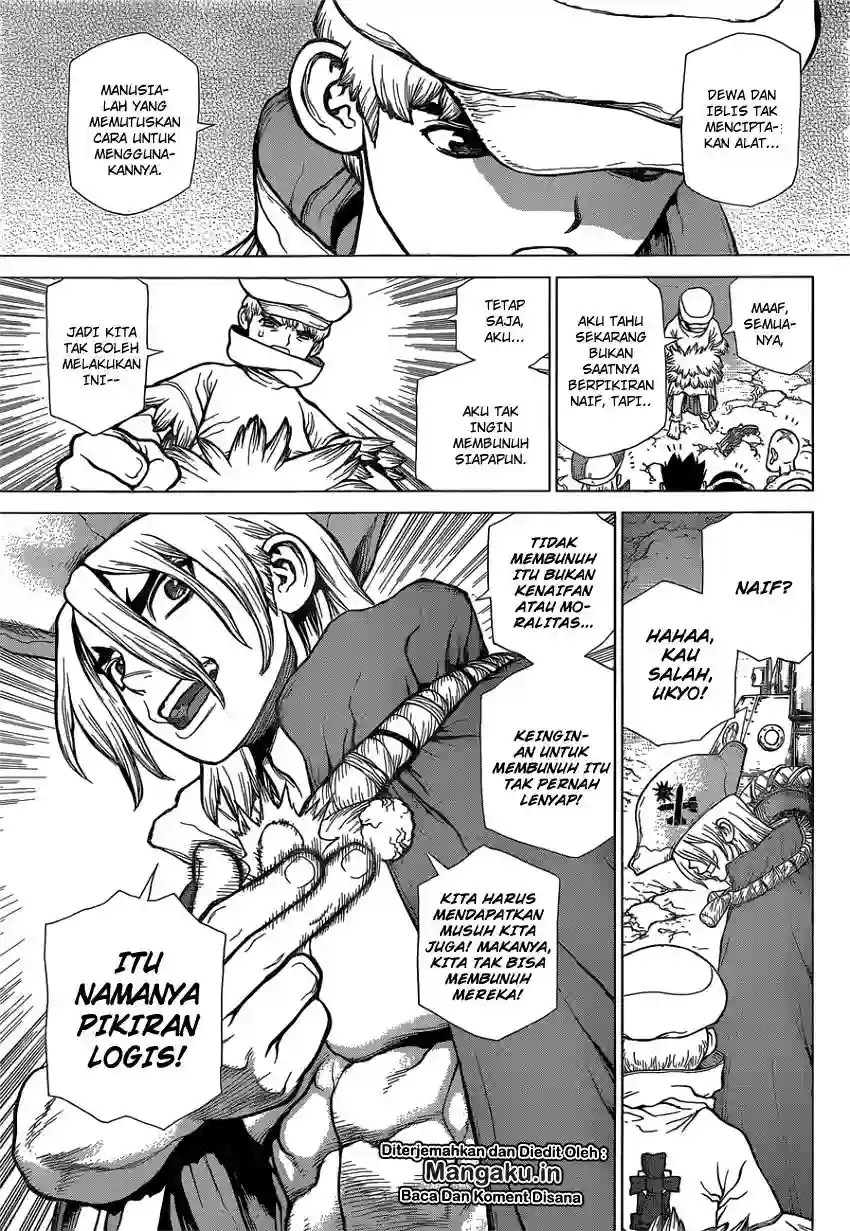 DEWA DAN
IBLIS TAK
MENCIPTA-
KAN ALAT...
MANUSIA-
LAH YANG
MEMUTUSKAN
CARA UNTUK
MENGGUNA-
KANNYA.
MAAF,
SEMUA-
NYA,
AKU TAHU
SEKARANG
BUKAN
SAATNYA
BERPIKIRAN
NAIF, TAPI..
TETAP
SAJA,
AKU...
AKU TAK
INGIN
MEMBUNUH
SIAPAPUN.
JADI KITA
TAK BOLEH
MELAKUKAN
INI--
NAIF?
HAHAA,
KAU
SALAH,
UKYO!
TIDAK
MEMBUNUH
ITU BUKAN
KENAIFAN
ATAU MO-
RALITAS...
KEINGIN-
AN UNTUK
MEMBUNUH ITU
TAK PERNAH
LENYAP!
KITA HARUS
MENDAPATKAN
MUSUH KITA
JUGA! MAKANYA,
KITA TAK BISA
MEMBUNUH
MEREKA!
ITU
NAMANYA
PIKIRAN
LOGIS!
Diterjemahkan dan Diedit Oleh :
Mangaku.in
Baca Dan Koment Disana